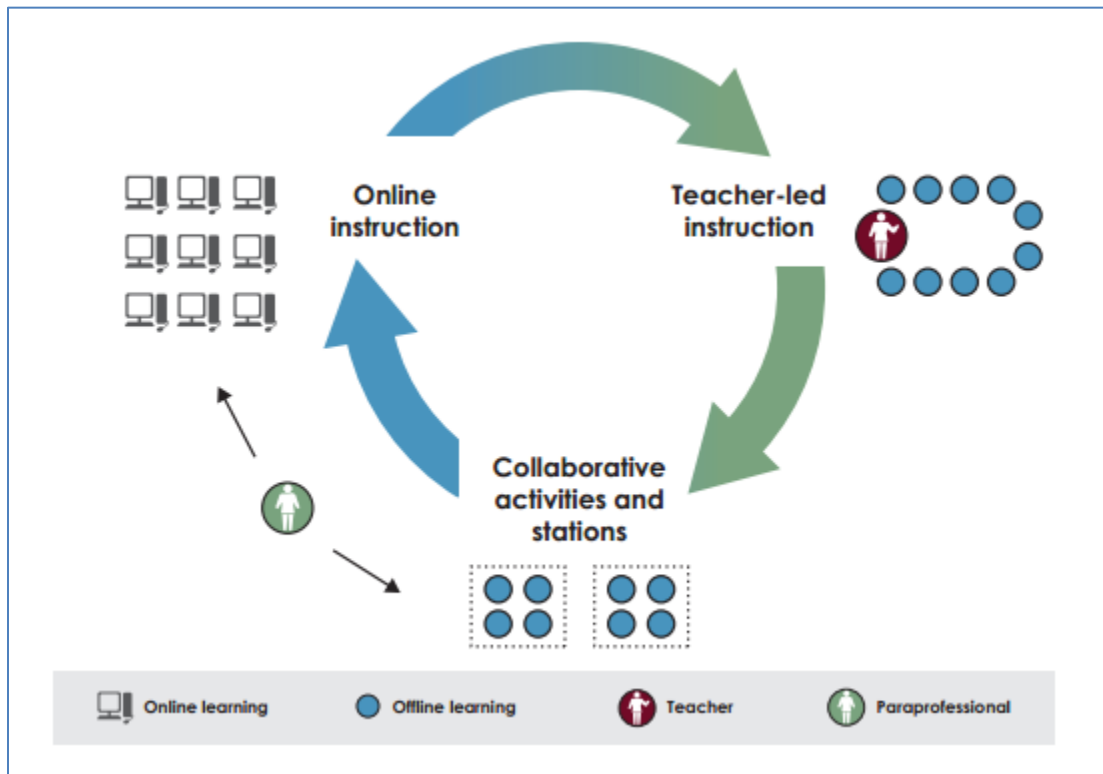 Online
instruction
Teacher-led
instruction
Collaborative
activities and
stations
Online learning
Offline learning
Teacher
Paraprofessional